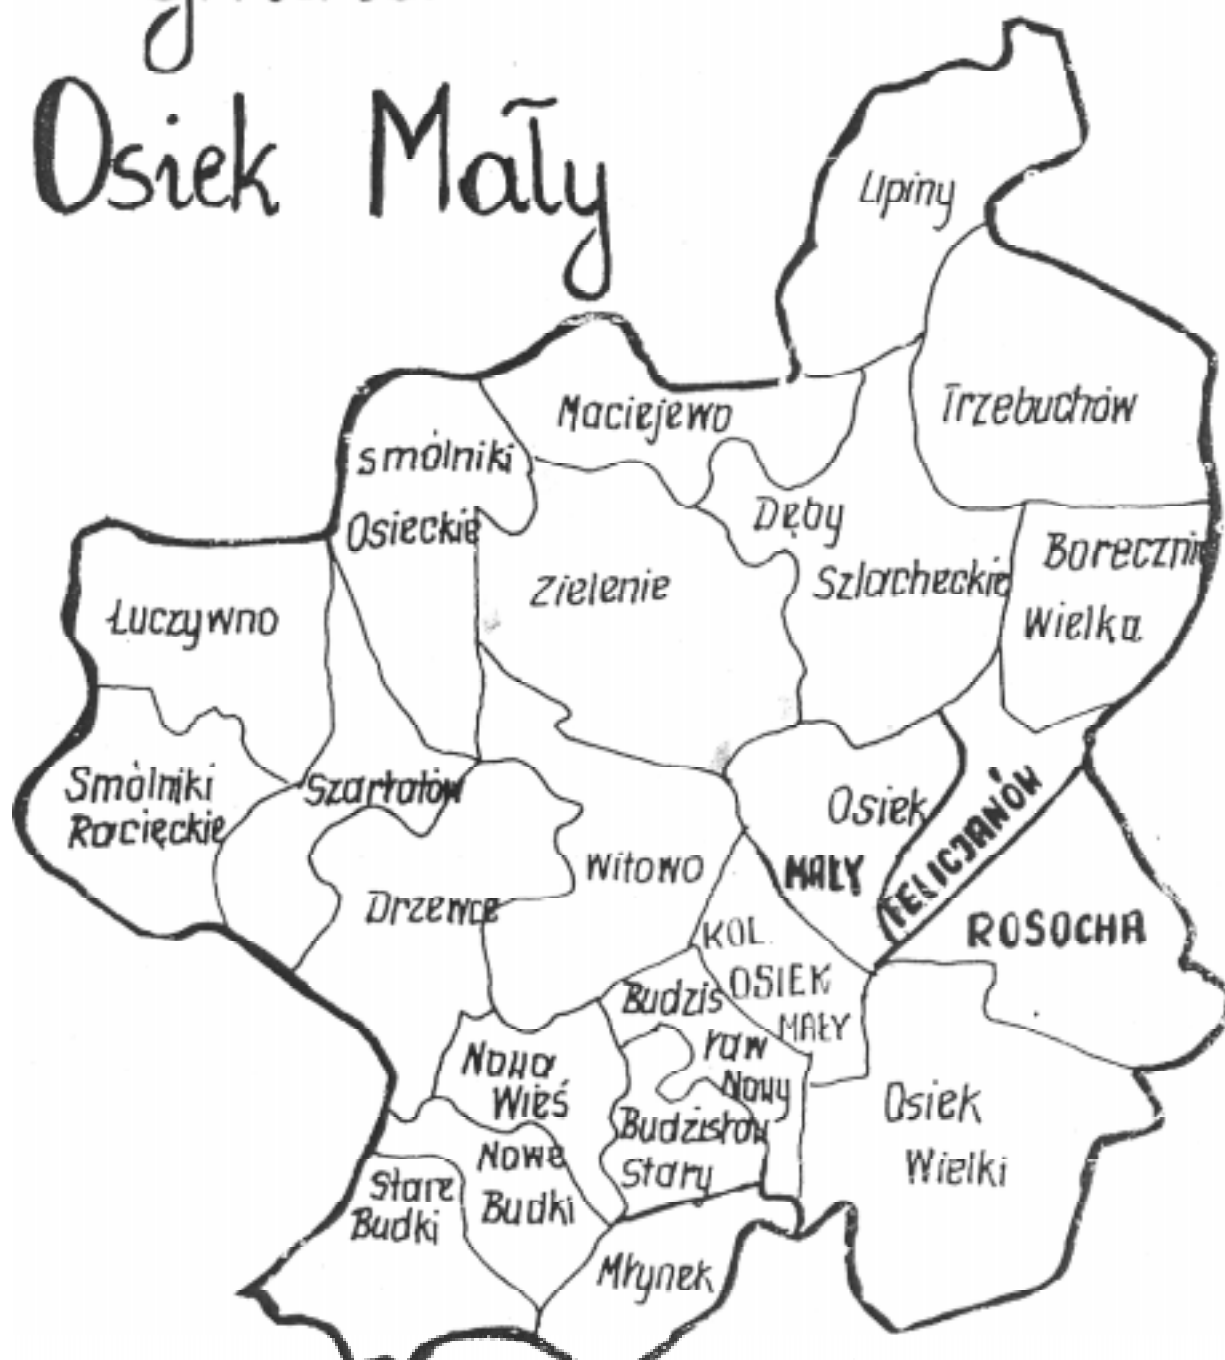 Osiek Mały
Lipiny
Trzebuchów
Maciejewo
Smólniki
Osieckie
Dęby
Szlacheckie
Boreczni
Wielka
Zielenie
Łuczywno
Smólniki
Racięckie
Szartałów
Osiek
MAŁY
FELICJANÓW
ROSOCHA
Witowo
Drzewce
KOL.
OSIEK
MAŁY
Budzis
ław
Nowy
Nowa
Wieś
Budzisław
Stary
Osiek
Wielki
Nowe
Budki
Stare
Budki
Młynek